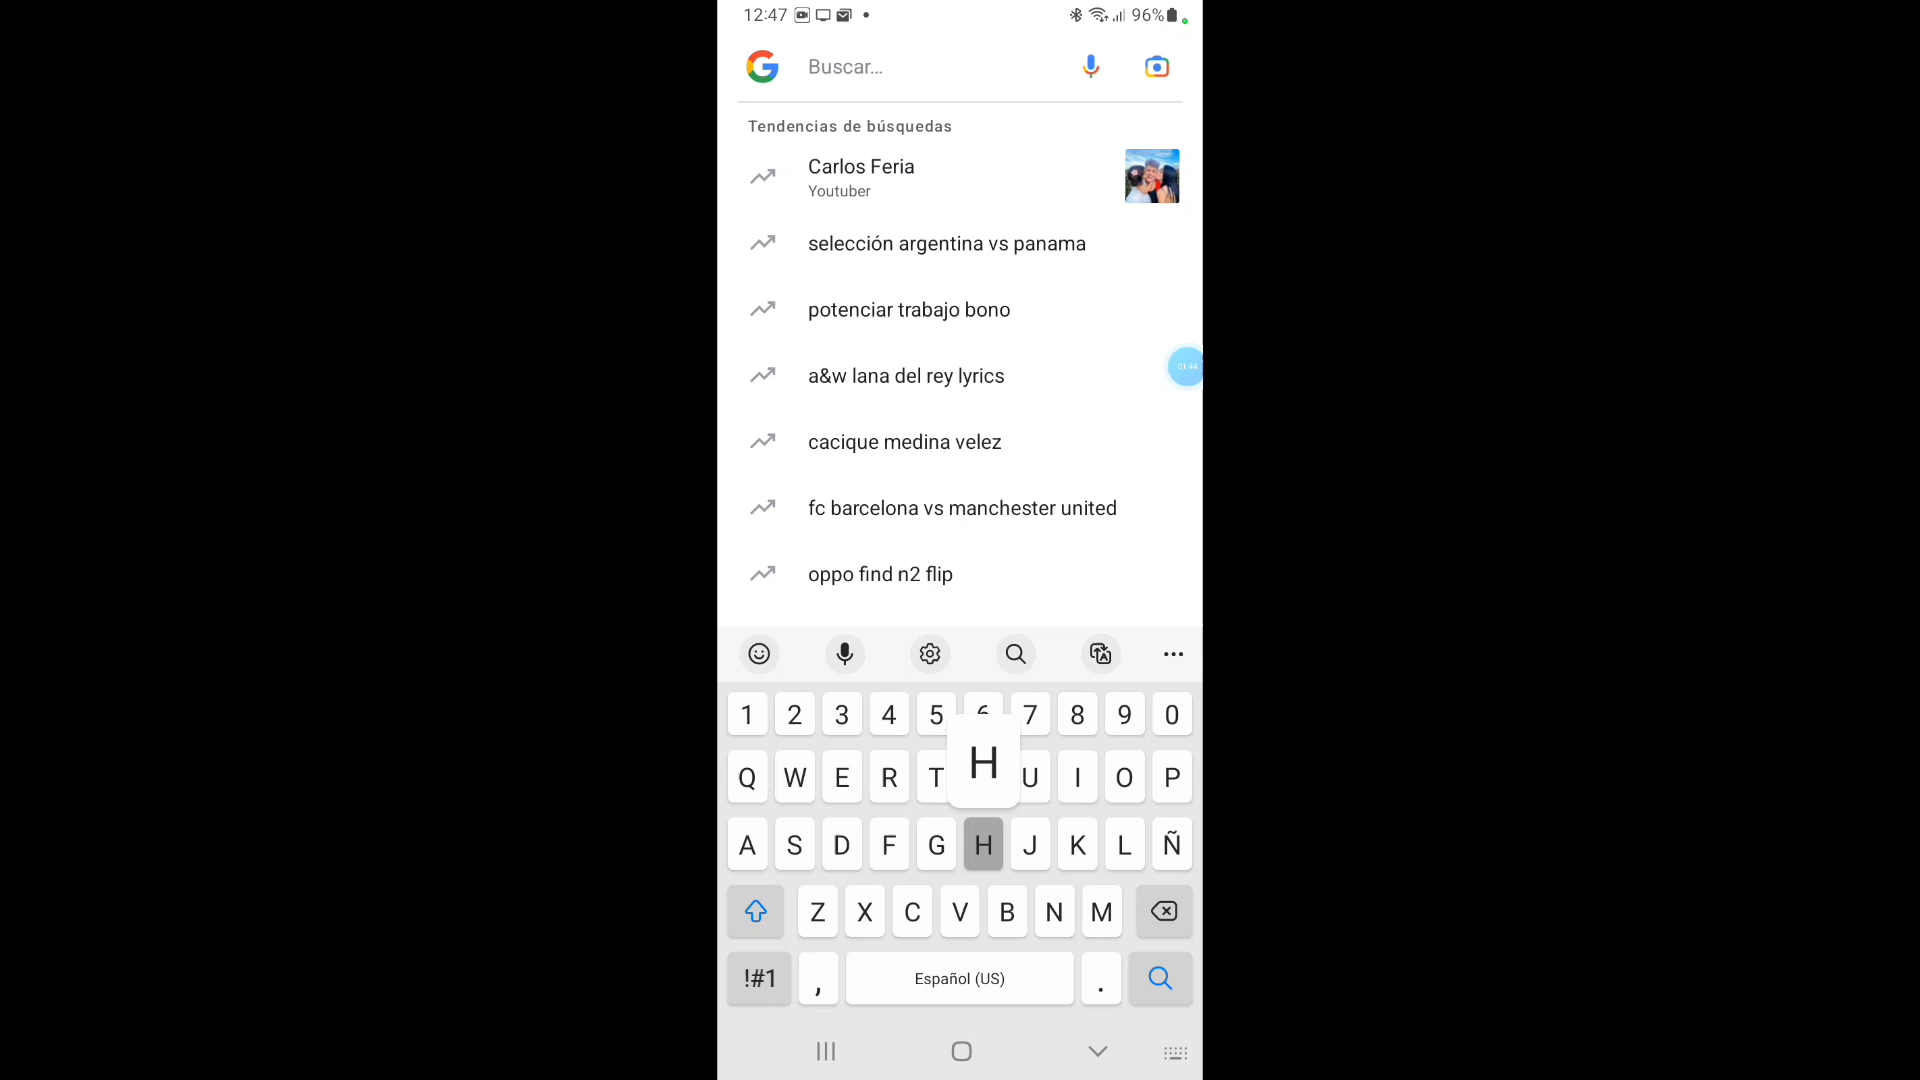 12:47 96%
Buscar...
Tendencias de búsquedas
Carlos Feria
Youtuber
selección argentina vs panama
potenciar trabajo bono
01:44
a&w lana del rey lyrics
cacique medina velez
fc barcelona vs manchester united
oppo find n2 flip
1 2 3 4 5 6 7 8 9 0
H
Q W E R T U I O P
A S D F G H J K L Ñ
Z X C V B N M
!#1 , Español (US) .